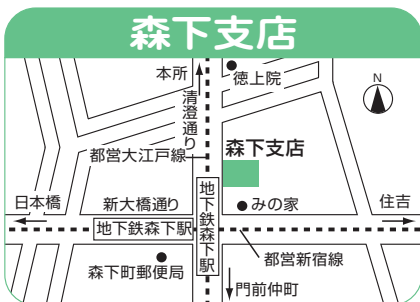 森下支店
本所
徳上院
N
清澄通り
都営大江戸線
森下支店
日本橋
新大橋通り
地下鉄森下駅
みの家
住吉
地下鉄森下駅
都営新宿線
森下町郵便局
門前仲町